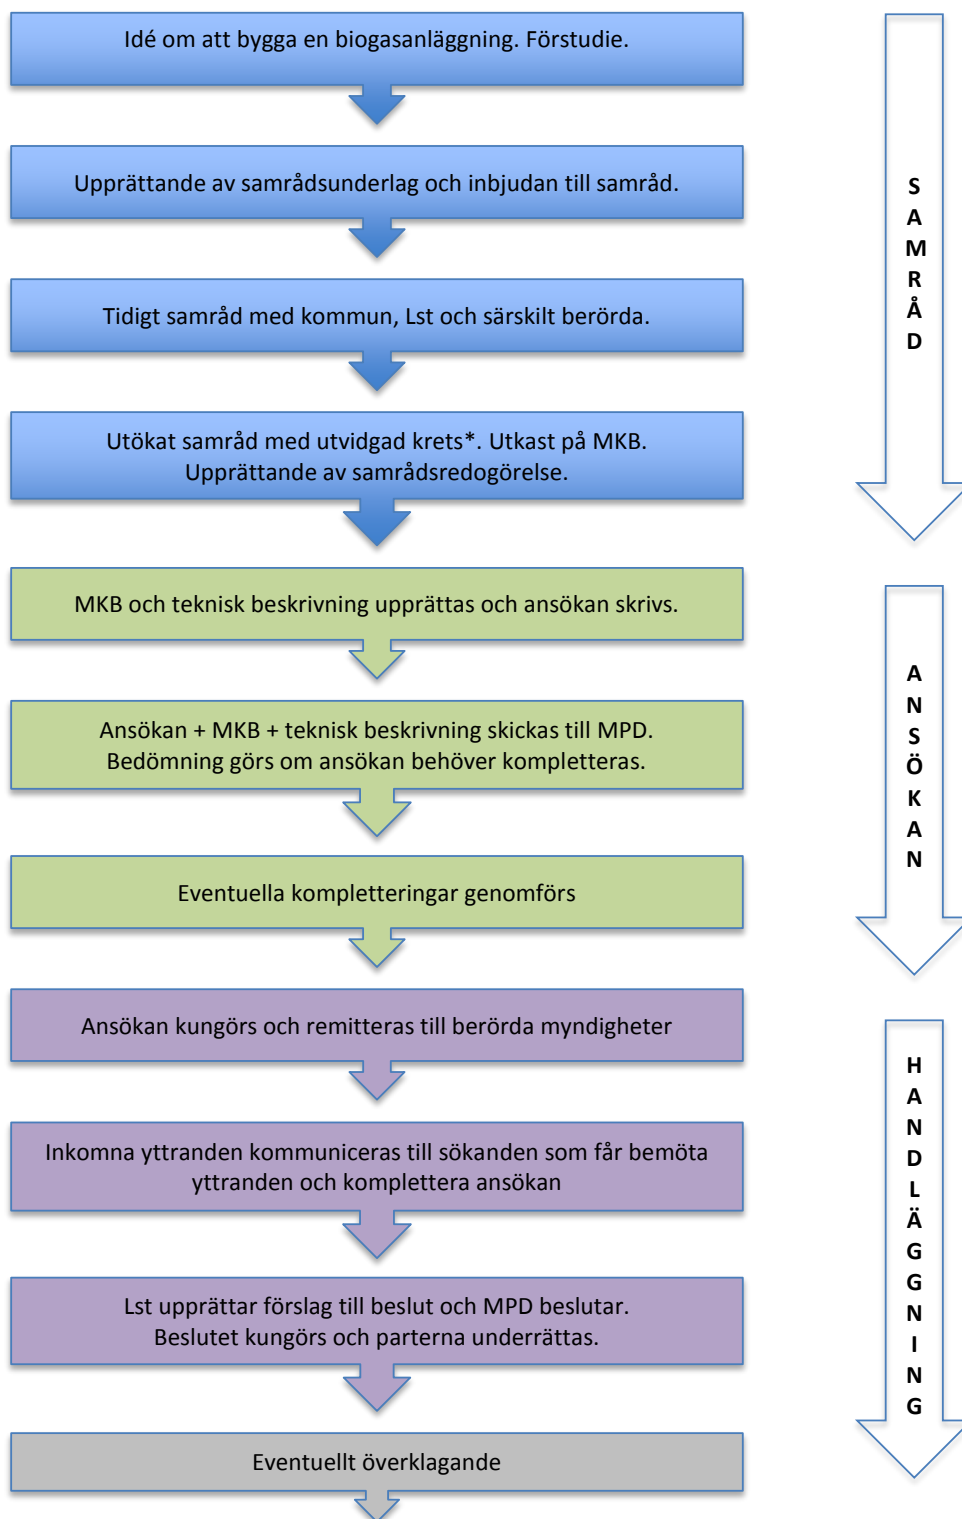 Idé om att bygga en biogasanläggning. Förstudie.
Upprättande av samrådsunderlag och inbjudan till samråd.
Tidigt samråd med kommun, Lst och särskilt berörda.
Utökat samråd med utvidgad krets*. Utkast på MKB.
Upprättande av samrådsredogörelse.
SAMRÅD
MKB och teknisk beskrivning upprättas och ansökan skrivs.
Ansökan + MKB + teknisk beskrivning skickas till MPD.
Bedömning görs om ansökan behöver kompletteras.
Eventuella kompletteringar genomförs
ANSÖKAN
Ansökan kungörs och remitteras till berörda myndigheter
Inkomna yttranden kommuniceras till sökanden som får bemöta
yttranden och komplettera ansökan
Lst upprättar förslag till beslut och MPD beslutar.
Beslutet kungörs och parterna underrättas.
Eventuellt överklagande
HANDLÄGGNING